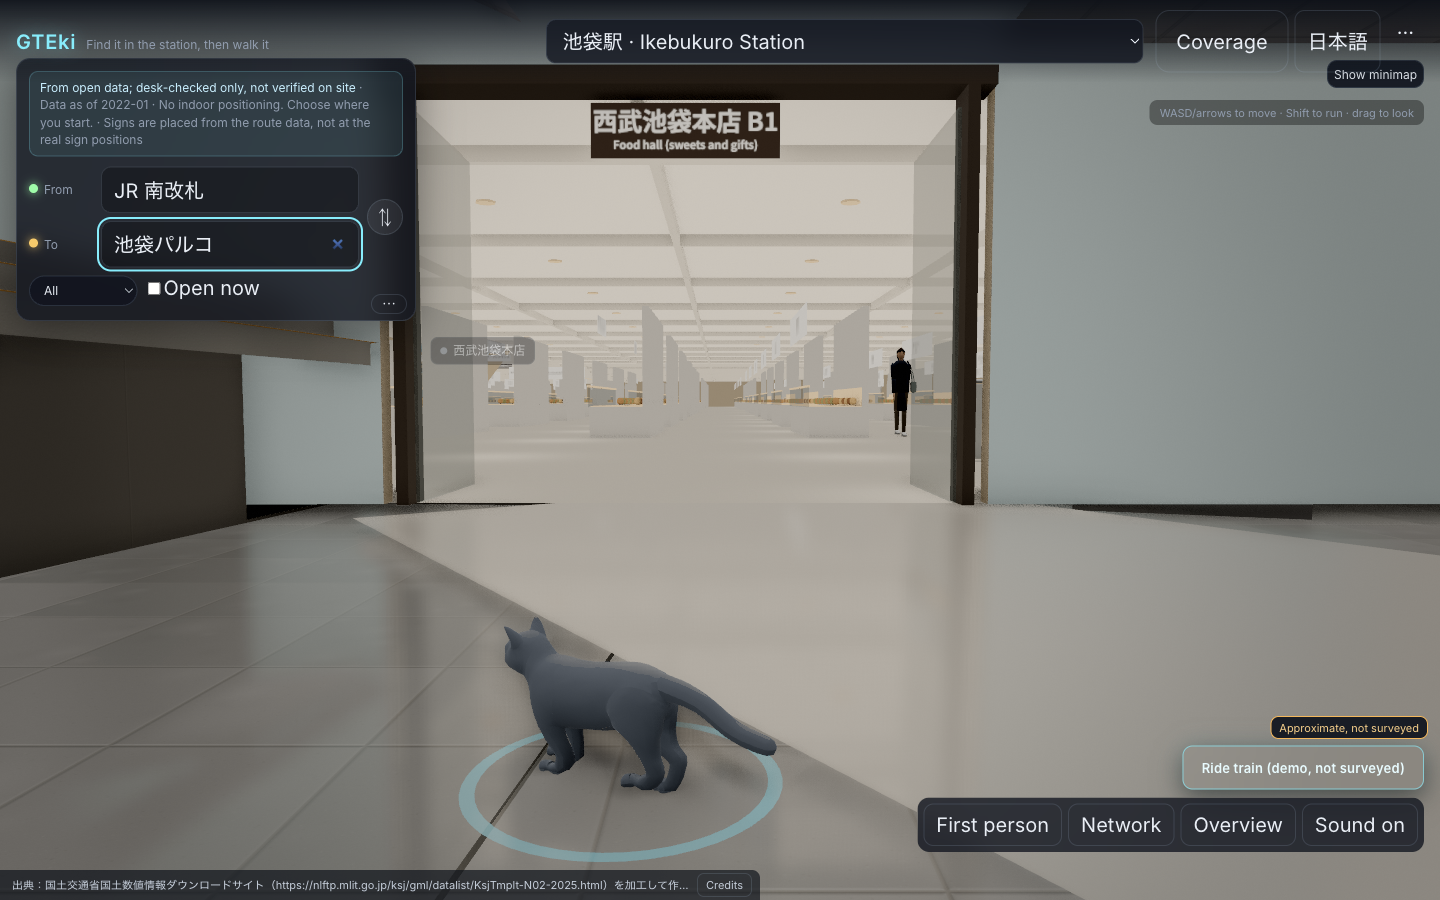 GTEki Find it in the station, then walk it
池袋駅 · Ikebukuro Station
Coverage
日本語
...
Show minimap
WASD/arrows to move · Shift to run · drag to look
From open data; desk-checked only, not verified on site ·
Data as of 2022-01 · No indoor positioning. Choose where
you start. · Signs are placed from the route data, not at the
real sign positions
From JR 南改札
To 池袋パルコ
All
Open now
...
西武池袋本店 B1
Food hall (sweets and gifts)
西武池袋本店
Approximate, not surveyed
Ride train (demo, not surveyed)
First person
Network
Overview
Sound on
出典：国土交通省国土数値情報ダウンロードサイト（https://nlftp.mlit.go.jp/ksj/gml/datalist/KsjTmplt-N02-2025.html）を加工して作...
Credits